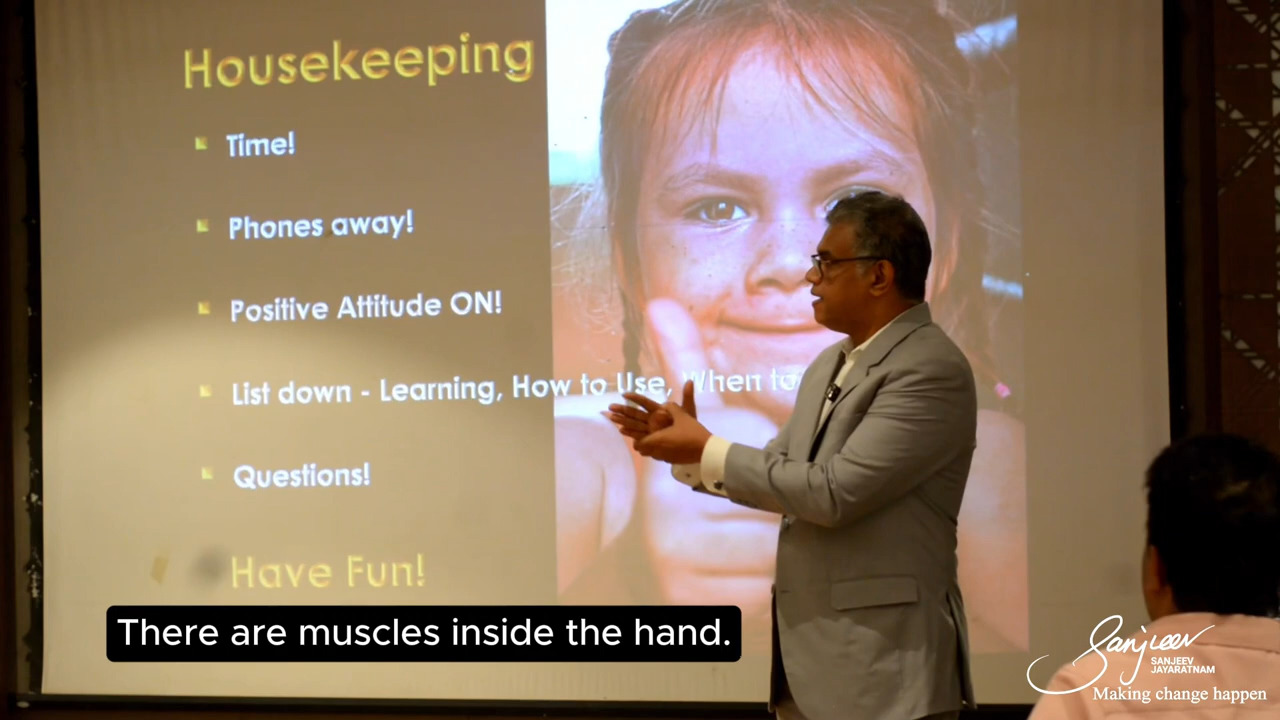 Housekeeping
Time!
Phones away!
Positive Attitude ON!
List down - Learning, How to Use, When to
Questions!
Have Fun!
There are muscles inside the hand.
Sanjeev
SANJEEV
JAYARATNAM
Making change happen